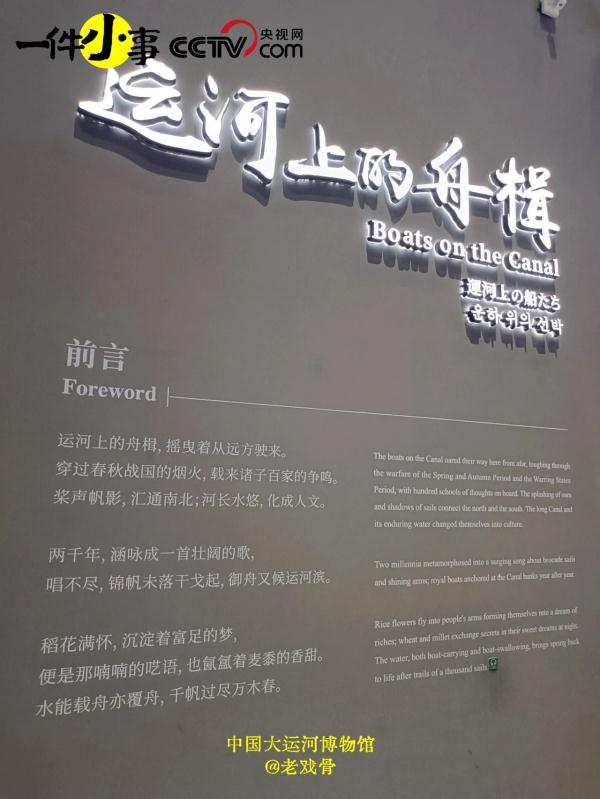 一件小事 CCTV.com 央视网
运河上的舟楫
Boats on the Canal
運河上の船たち
운하 위의 선박
前言
Foreword
运河上的舟楫，摇曳着从远方驶来。
穿过春秋战国的烟火，载来诸子百家的争鸣。
桨声帆影，汇通南北；河长水悠，化成人文。
两千年，涵咏成一首壮阔的歌，
唱不尽，锦帆未落干戈起，御舟又候运河滨。
稻花满怀，沉淀着富足的梦，
便是那喃喃的呓语，也氤氲着麦黍的香甜。
水能载舟亦覆舟，千帆过尽万木春。
The boats on the Canal oared their way here from afar, toughing through
the warfare of the Spring and Autumn Period and the Warring States
Period, with hundred schools of thoughts on board. The splashing of oars
and shadows of sails connect the north and the south. The long Canal and
its enduring water changed themselves into culture.
Two millennia metamorphosed into a surging song about brocade sails
and shining arms; royal boats anchored at the Canal banks year after year.
Rice flowers fly into people's arms forming themselves into a dream of
riches; wheat and millet exchange secrets in their sweet dreams at night.
The water, both boat-carrying and boat-swallowing, brings spring back
to life after trails of a thousand sails.
中国大运河博物馆
@老戏骨